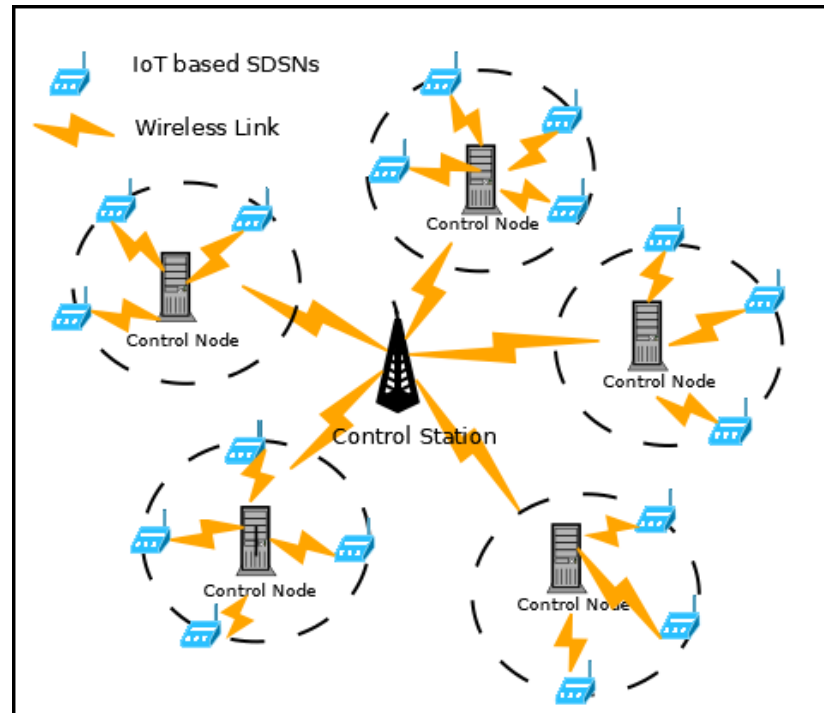 IoT based SDSNs
Wireless Link
Control Node
Control Node
Control Node
Control Station
Control Node
Control Node